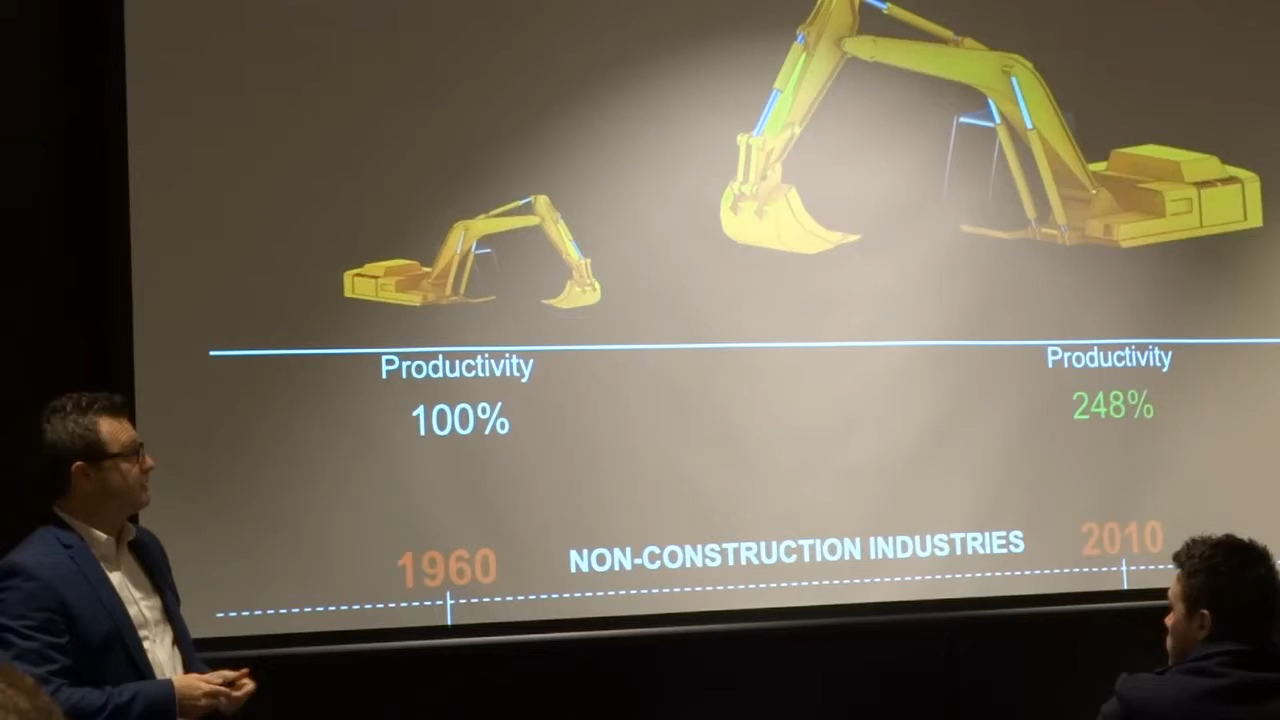 Productivity
100%
Productivity
248%
1960
NON-CONSTRUCTION INDUSTRIES
2010